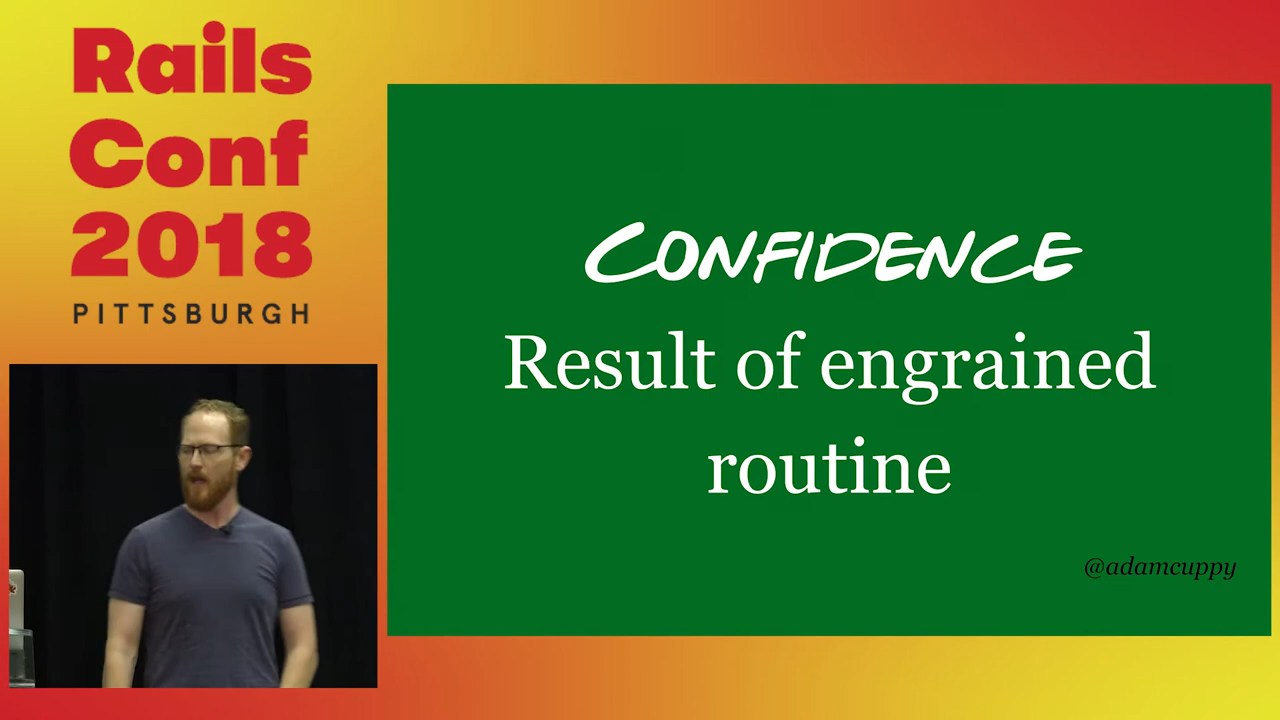 Rails
Conf
2018
PITTSBURGH
CONFIDENCE
Result of engrained
routine
@adamcuppy